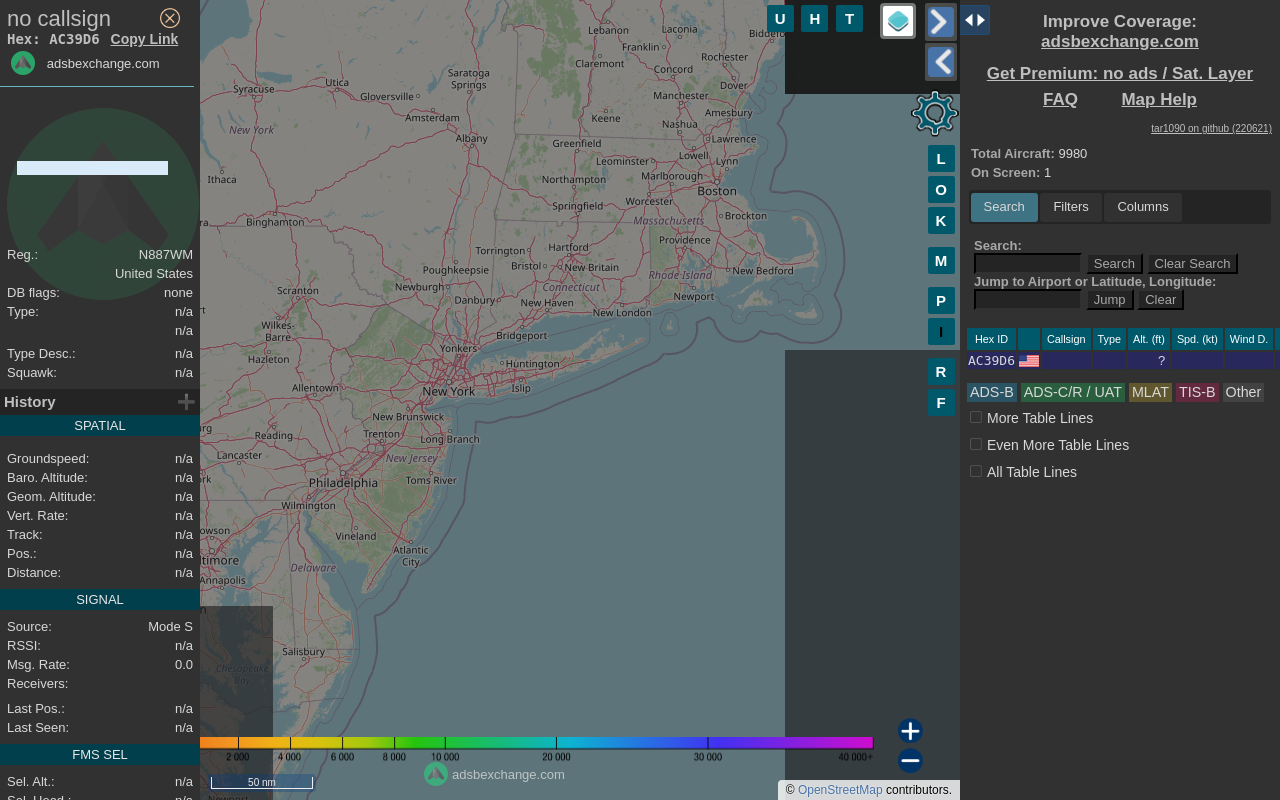 no callsign
Hex: AC39D6 Copy Link
adsbexchange.com
Reg.: N887WM
United States
DB flags: none
Type: n/a
n/a
Type Desc.: n/a
Squawk: n/a
History
SPATIAL
Groundspeed: n/a
Baro. Altitude: n/a
Geom. Altitude: n/a
Vert. Rate: n/a
Track: n/a
Pos.: n/a
Distance: n/a
SIGNAL
Source: Mode S
RSSI: n/a
Msg. Rate: 0.0
Receivers:
Last Pos.: n/a
Last Seen: n/a
FMS SEL
Sel. Alt.: n/a
Sel. Head.: n/a
U H T
L
O
K
M
P
I
R
F
Lebanon
Laconia
Franklin
Claremont
Rochester
Concord
Dover
Utica
Saratoga
Springs
Syracuse
Gloversville
Manchester
Amesbury
Amsterdam
Keene
Nashua
New York
Albany
Greenfield
Lawrence
Lowell
Leominster
Lynn
Ithaca
Northampton
Marlborough
Boston
Springfield
Worcester
Binghamton
Massachusetts
Brockton
Torrington
Hartford
Providence
Poughkeepsie
Bristol
New Britain
Rhode Island
New Bedford
Scranton
Newburgh
Connecticut
Danbury
New Haven
Newport
New London
Wilkes-
Barre
Bridgeport
Yonkers
Hazleton
Huntington
Allentown
New York
Islip
New Brunswick
Reading
Trenton
Long Branch
Lancaster
New Jersey
Philadelphia
Toms River
Wilmington
Vineland
Atlantic
City
Delaware
Annapolis
Salisbury
Chesapeake
2 000 4 000 6 000 8 000 10 000 20 000 30 000 40 000+
adsbexchange.com
50 nm
© OpenStreetMap contributors.
Improve Coverage:
adsbexchange.com
Get Premium: no ads / Sat. Layer
FAQ Map Help
tar1090 on github (220621)
Total Aircraft: 9980
On Screen: 1
Search Filters Columns
Search:
Search Clear Search
Jump to Airport or Latitude, Longitude:
Jump Clear
Hex ID Callsign Type Alt. (ft) Spd. (kt) Wind D.
AC39D6 ?
ADS-B ADS-C/R / UAT MLAT TIS-B Other
More Table Lines
Even More Table Lines
All Table Lines